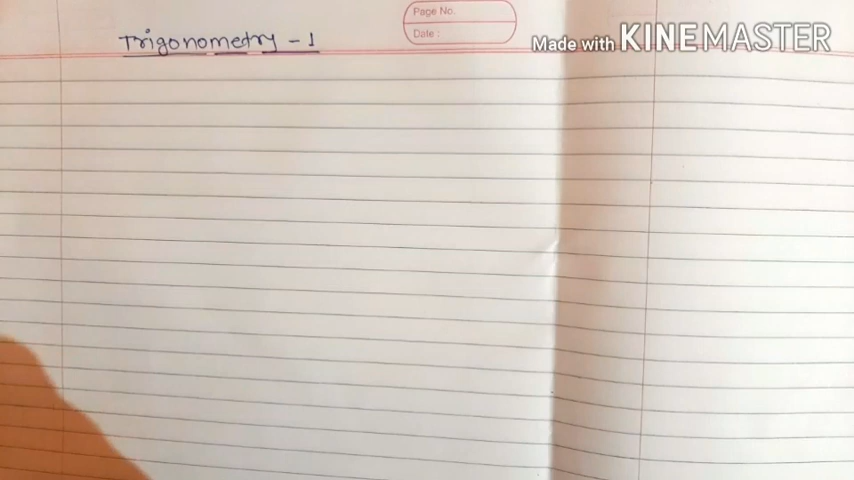 Page No.
Trigonometry - 1
Date :
Made with KINEMASTER